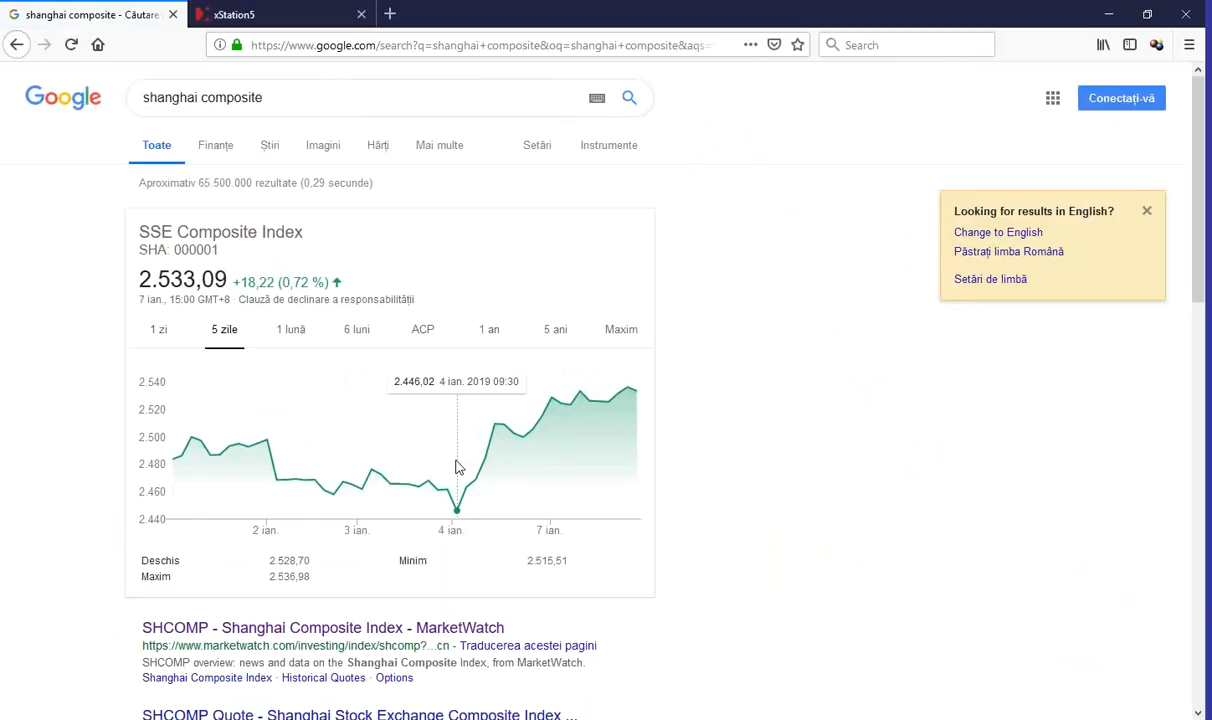 shanghai composite - Căutare
xStation5
https://www.google.com/search?q=shanghai+composite&oq=shanghai+composite&aqs=
Search
Google
shanghai composite
Conectați-vă
Toate Finanțe Știri Imagini Hărți Mai multe Setări Instrumente
Aproximativ 65 500 000 rezultate (0,29 secunde)
Looking for results in English?
Change to English
Păstrați limba Română
Setări de limbă
SSE Composite Index
SHA: 000001
2.533,09 +18,22 (0,72 %)
7 ian., 15:00 GMT+8 · Clauză de declinare a responsabilității
1 zi 5 zile 1 lună 6 luni ACP 1 an 5 ani Maxim
2.446,02 4 ian. 2019 09:30
2.540
2.520
2.500
2.480
2.460
2.440
2 ian. 3 ian. 4 ian. 7 ian.
Deschis 2.528,70 Minim 2.515,51
Maxim 2.536,98
SHCOMP - Shanghai Composite Index - MarketWatch
https://www.marketwatch.com/investing/index/shcomp?...cn - Traducerea acestei pagini
SHCOMP overview: news and data on the Shanghai Composite Index, from MarketWatch.
Shanghai Composite Index · Historical Quotes · Options
SHCOMP Quote - Shanghai Stock Exchange Composite Index ...